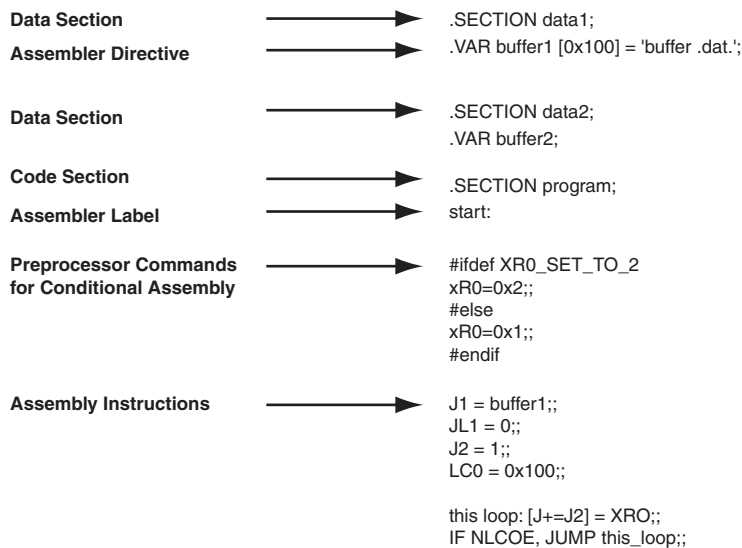 Data Section .SECTION data1;
Assembler Directive .VAR buffer1 [0x100] = 'buffer .dat.';
Data Section .SECTION data2;
.VAR buffer2;
Code Section .SECTION program;
Assembler Label start:
Preprocessor Commands #ifdef XR0_SET_TO_2
for Conditional Assembly xR0=0x2;;
#else
xR0=0x1;;
#endif
Assembly Instructions J1 = buffer1;;
JL1 = 0;;
J2 = 1;;
LC0 = 0x100;;
this loop: [J+=J2] = XRO;;
IF NLCOE, JUMP this_loop;;